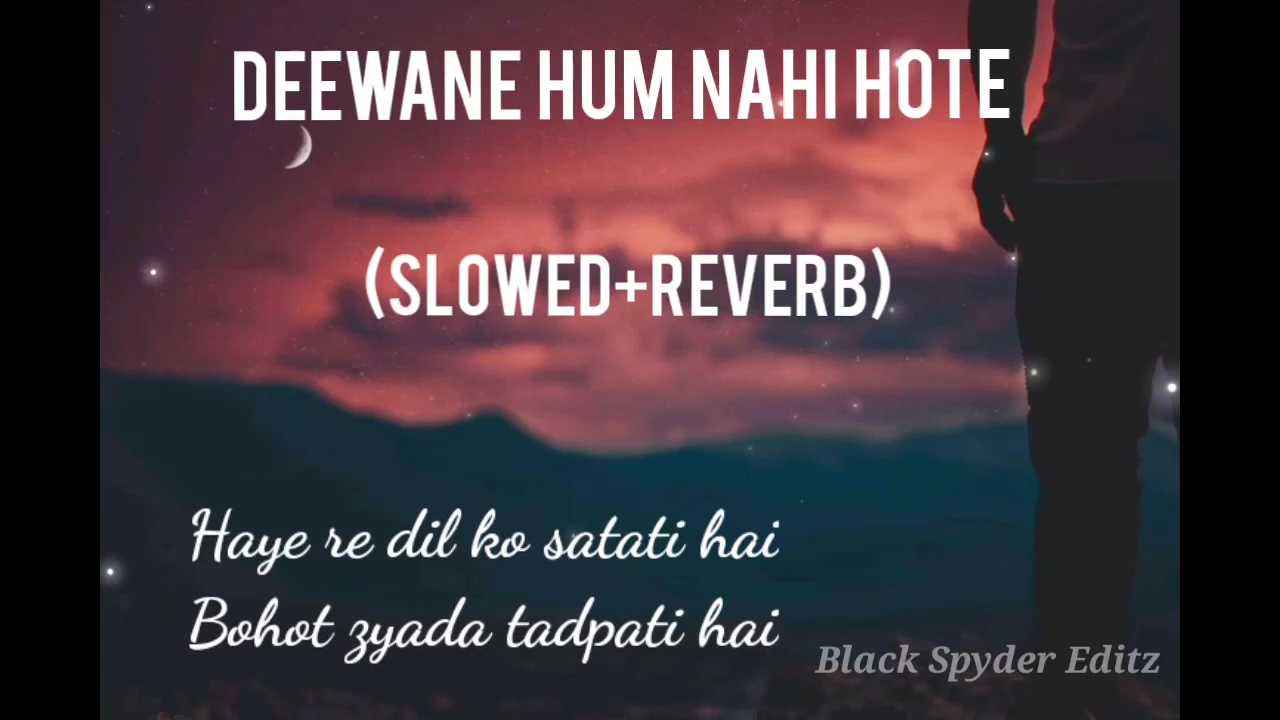 DEEWANE HUM NAHI HOTE
(SLOWED+REVERB)
Haye re dil ko satati hai
Bohot zyada tadpati hai
Black Spyder Editz